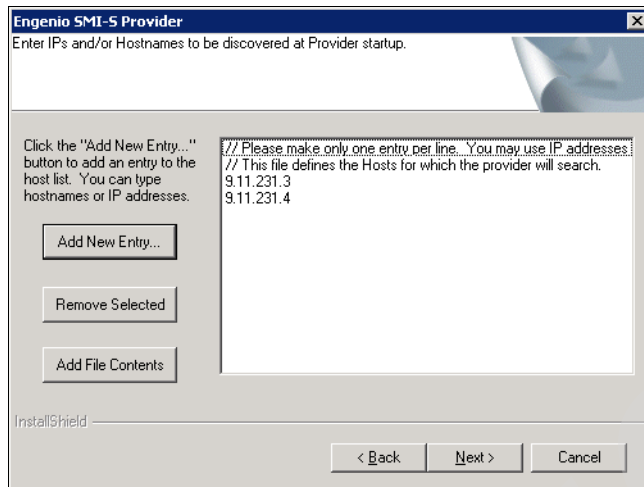 Engenio SMI-S Provider
Enter IPs and/or Hostnames to be discovered at Provider startup.
Click the "Add New Entry..."
button to add an entry to the
host list. You can type
hostnames or IP addresses.
// Please make only one entry per line. You may use IP addresses
// This file defines the Hosts for which the provider will search.
9.11.231.3
9.11.231.4
Add New Entry...
Remove Selected
Add File Contents
InstallShield
< Back
Next >
Cancel